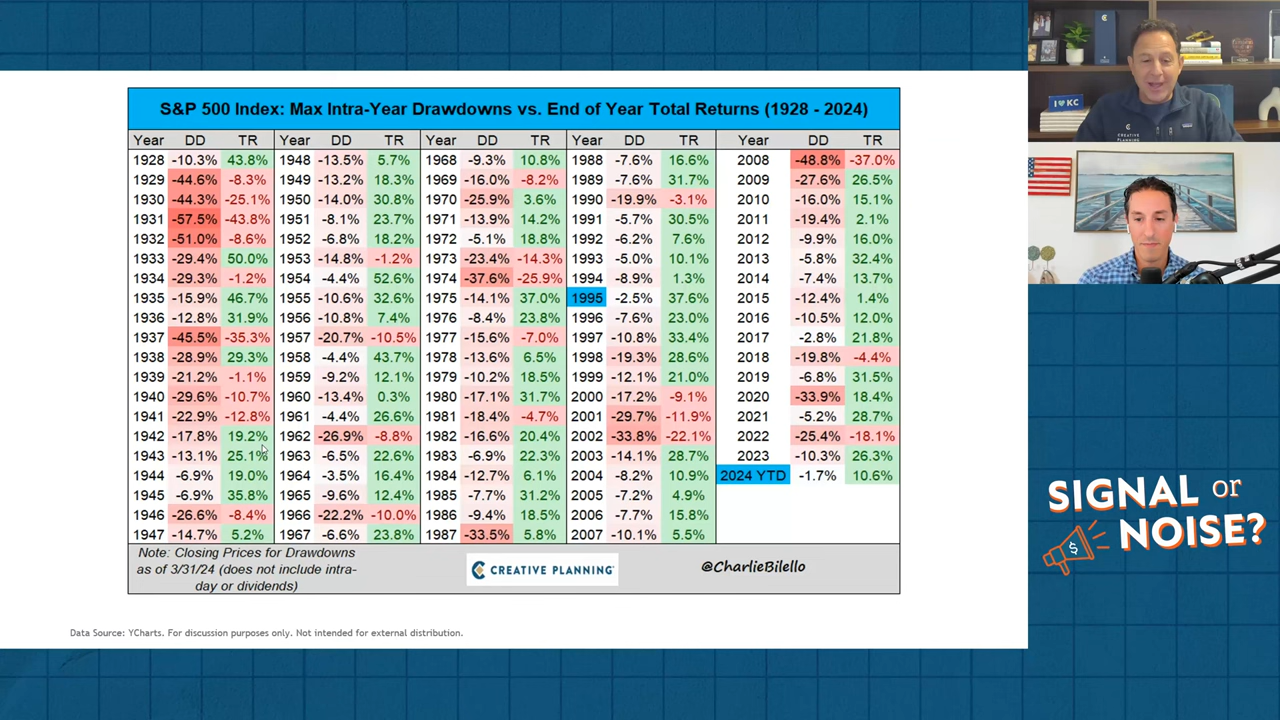 S&P 500 Index: Max Intra-Year Drawdowns vs. End of Year Total Returns (1928 - 2024)
Year DD TR Year DD TR Year DD TR Year DD TR Year DD TR
1928 -10.3% 43.8% 1948 -13.5% 5.7% 1968 -9.3% 10.8% 1988 -7.6% 16.6% 2008 -48.8% -37.0%
1929 -44.6% -8.3% 1949 -13.2% 18.3% 1969 -16.0% -8.2% 1989 -7.6% 31.7% 2009 -27.6% 26.5%
1930 -44.3% -25.1% 1950 -14.0% 30.8% 1970 -25.9% 3.6% 1990 -19.9% -3.1% 2010 -16.0% 15.1%
1931 -57.5% -43.8% 1951 -8.1% 23.7% 1971 -13.9% 14.2% 1991 -5.7% 30.5% 2011 -19.4% 2.1%
1932 -51.0% -8.6% 1952 -6.8% 18.2% 1972 -5.1% 18.8% 1992 -6.2% 7.6% 2012 -9.9% 16.0%
1933 -29.4% 50.0% 1953 -14.8% -1.2% 1973 -23.4% -14.3% 1993 -5.0% 10.1% 2013 -5.8% 32.4%
1934 -29.3% -1.2% 1954 -4.4% 52.6% 1974 -37.6% -25.9% 1994 -8.9% 1.3% 2014 -7.4% 13.7%
1935 -15.9% 46.7% 1955 -10.6% 32.6% 1975 -14.1% 37.0% 1995 -2.5% 37.6% 2015 -12.4% 1.4%
1936 -12.8% 31.9% 1956 -10.8% 7.4% 1976 -8.4% 23.8% 1996 -7.6% 23.0% 2016 -10.5% 12.0%
1937 -45.5% -35.3% 1957 -20.7% -10.5% 1977 -15.6% -7.0% 1997 -10.8% 33.4% 2017 -2.8% 21.8%
1938 -28.9% 29.3% 1958 -4.4% 43.7% 1978 -13.6% 6.5% 1998 -19.3% 28.6% 2018 -19.8% -4.4%
1939 -21.2% -1.1% 1959 -9.2% 12.1% 1979 -10.2% 18.5% 1999 -12.1% 21.0% 2019 -6.8% 31.5%
1940 -29.6% -10.7% 1960 -13.4% 0.3% 1980 -17.1% 31.7% 2000 -17.2% -9.1% 2020 -33.9% 18.4%
1941 -22.9% -12.8% 1961 -4.4% 26.6% 1981 -18.4% -4.7% 2001 -29.7% -11.9% 2021 -5.2% 28.7%
1942 -17.8% 19.2% 1962 -26.9% -8.8% 1982 -16.6% 20.4% 2002 -33.8% -22.1% 2022 -25.4% -18.1%
1943 -13.1% 25.1% 1963 -6.5% 22.6% 1983 -6.9% 22.3% 2003 -14.1% 28.7% 2023 -10.3% 26.3%
1944 -6.9% 19.0% 1964 -3.5% 16.4% 1984 -12.7% 6.1% 2004 -8.2% 10.9% 2024 YTD -1.7% 10.6%
1945 -6.9% 35.8% 1965 -9.6% 12.4% 1985 -7.7% 31.2% 2005 -7.2% 4.9%
1946 -26.6% -8.4% 1966 -22.2% -10.0% 1986 -9.4% 18.5% 2006 -7.7% 15.8%
1947 -14.7% 5.2% 1967 -6.6% 23.8% 1987 -33.5% 5.8% 2007 -10.1% 5.5%
Note: Closing Prices for Drawdowns
as of 3/31/24 (does not include intra-
day or dividends)
CREATIVE PLANNING
@CharlieBilello
Data Source: YCharts. For discussion purposes only. Not intended for external distribution.
I KC
CREATIVE
PLANNING
SIGNAL or
NOISE?
$